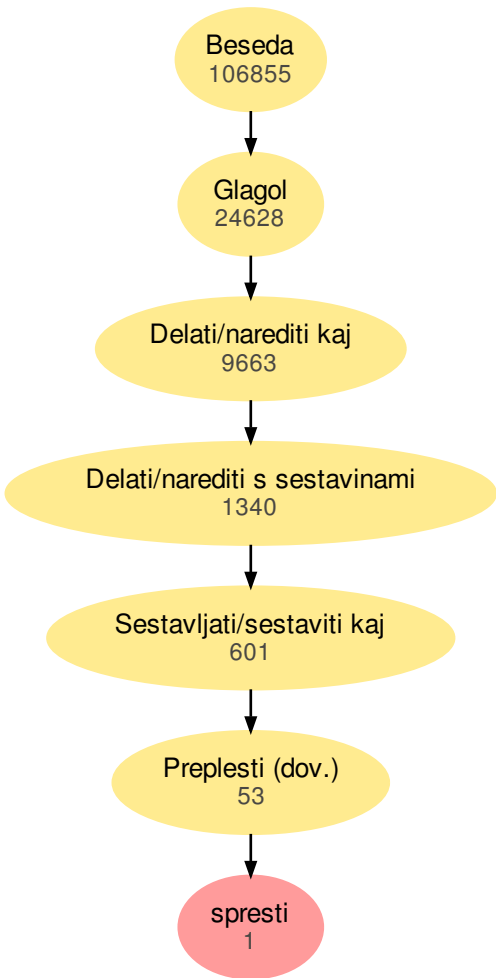 Beseda
106855
Glagol
24628
Delati/narediti kaj
9663
Delati/narediti s sestavinami
1340
Sestavljati/sestaviti kaj
601
Preplesti (dov.)
53
spresti
1